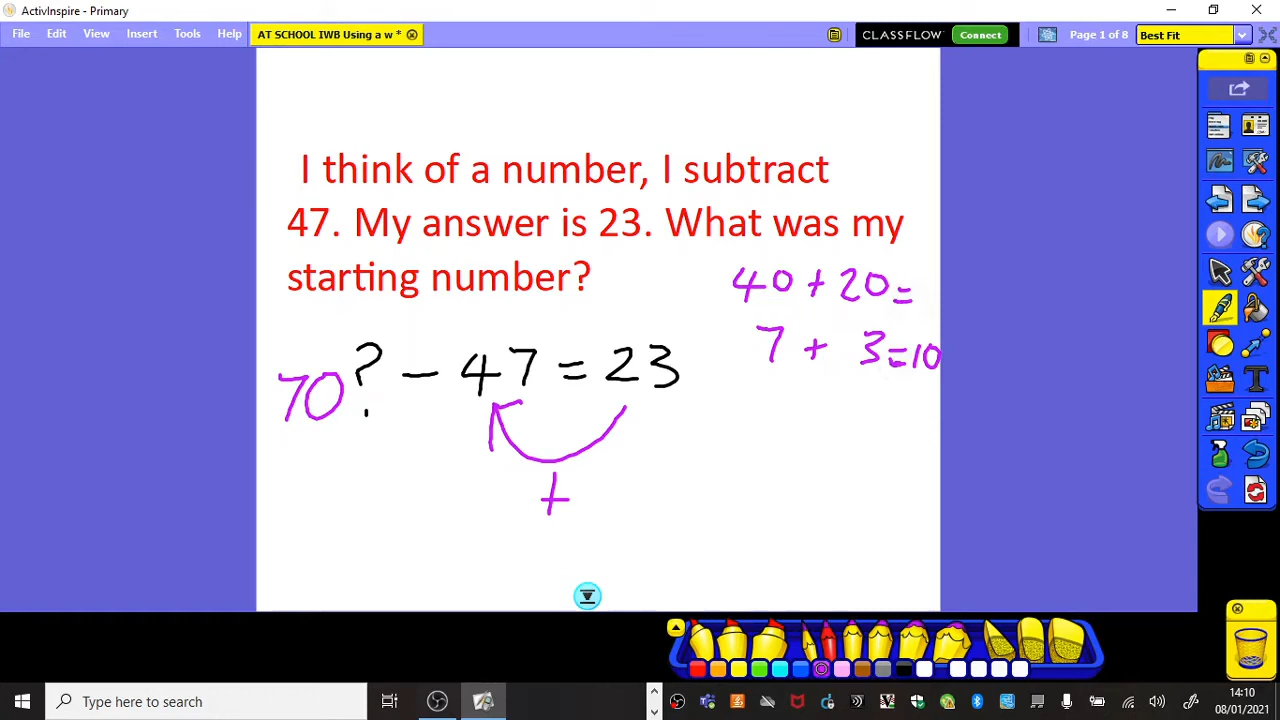 ActivInspire - Primary
File Edit View Insert Tools Help
AT SCHOOL IWB Using a w *
CLASSFLOW Connect
Page 1 of 8
Best Fit
I think of a number, I subtract
47. My answer is 23. What was my
starting number?
40 + 20 =
7 + 3 = 10
70 ? - 47 = 23
+
Type here to search
14:10
08/01/2021